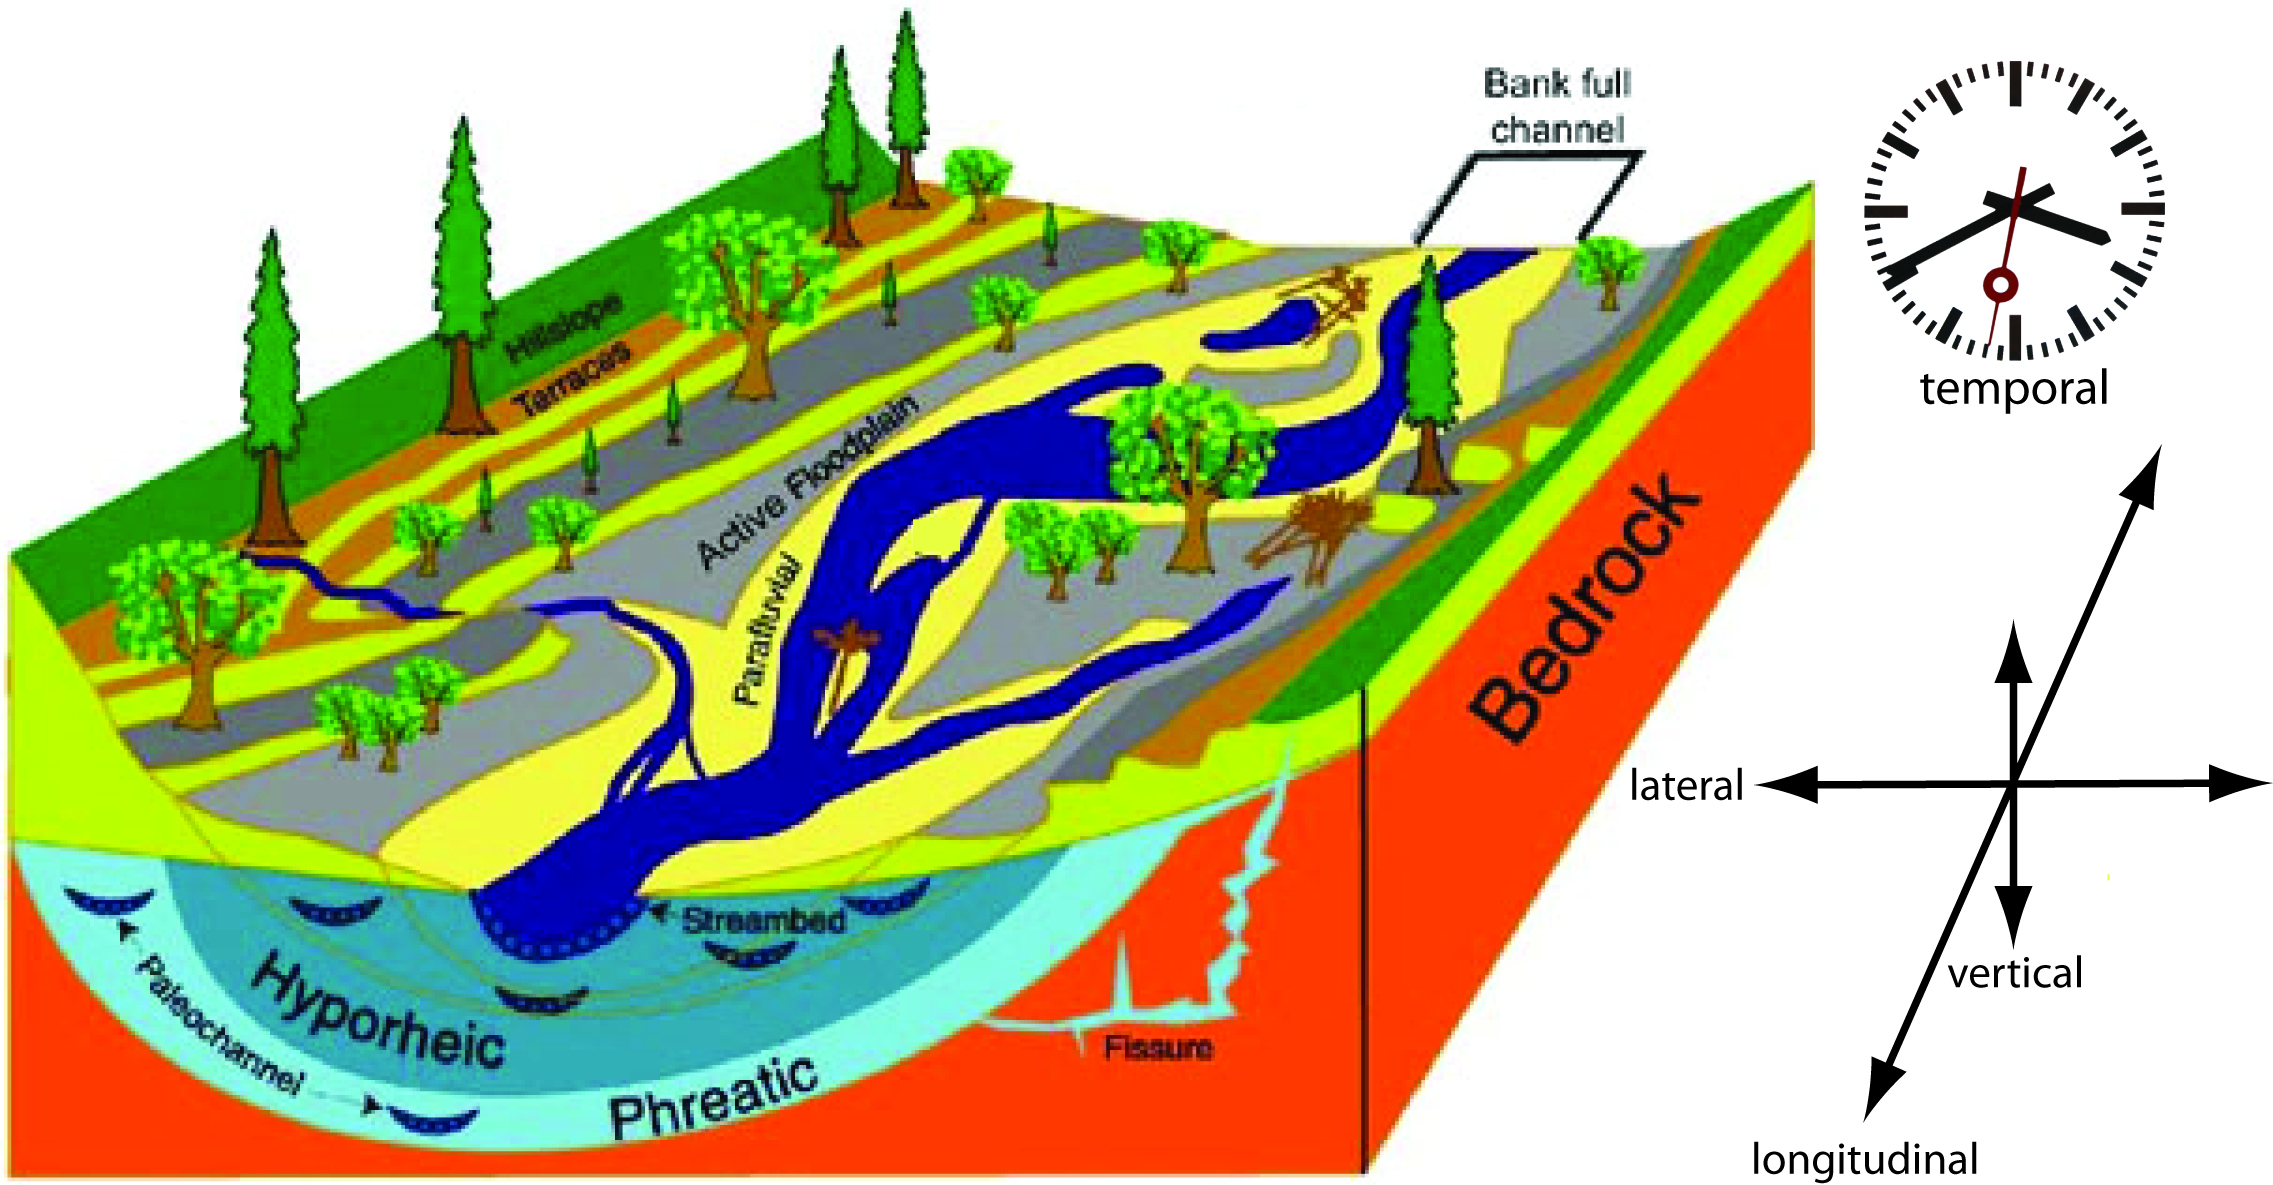 Bank full
channel
temporal
Hillslope
Terraces
Active Floodplain
Parafluvial
Bedrock
lateral
Streambed
Hyporheic
Paleochannel
Phreatic
Fissure
vertical
longitudinal